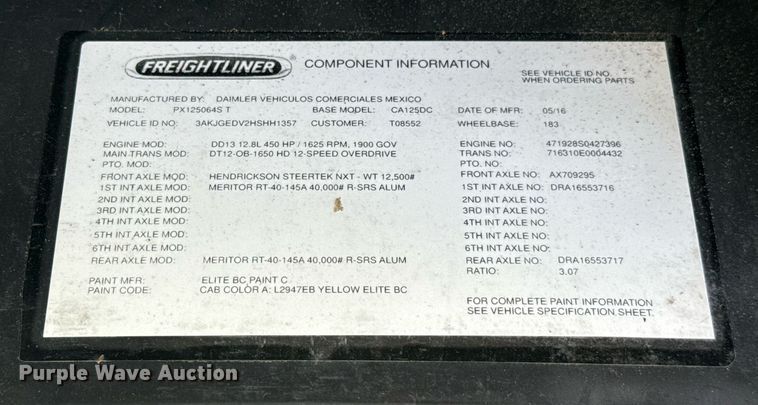 FREIGHTLINER COMPONENT INFORMATION
SEE VEHICLE ID NO.
WHEN ORDERING PARTS
MANUFACTURED BY: DAIMLER VEHICULOS COMERCIALES MEXICO
MODEL: PX125064S T BASE MODEL: CA125DC DATE OF MFR: 05/16
VEHICLE ID NO: 3AKJGEDV2HSHH1357 CUSTOMER: T08552 WHEELBASE: 183
ENGINE MOD: DD13 12.8L 450 HP / 1625 RPM, 1900 GOV ENGINE NO: 471928S0427396
MAIN TRANS MOD: DT12-OB-1650 HD 12-SPEED OVERDRIVE TRANS NO: 716310E0004432
PTO. MOD: PTO. NO:
FRONT AXLE MOD: HENDRICKSON STEERTEK NXT - WT 12,500# FRONT AXLE NO: AX709295
1ST INT AXLE MOD: MERITOR RT-40-145A 40,000# R-SRS ALUM 1ST INT AXLE NO: DRA16553716
2ND INT AXLE MOD: 2ND INT AXLE NO:
3RD INT AXLE MOD: 3RD INT AXLE NO:
4TH INT AXLE MOD: 4TH INT AXLE NO:
5TH INT AXLE MOD: 5TH INT AXLE NO:
6TH INT AXLE MOD: 6TH INT AXLE NO:
REAR AXLE MOD: MERITOR RT-40-145A 40,000# R-SRS ALUM REAR AXLE NO: DRA16553717
RATIO: 3.07
PAINT MFR: ELITE BC PAINT C
PAINT CODE: CAB COLOR A: L2947EB YELLOW ELITE BC
FOR COMPLETE PAINT INFORMATION
SEE VEHICLE SPECIFICATION SHEET.
Purple Wave Auction